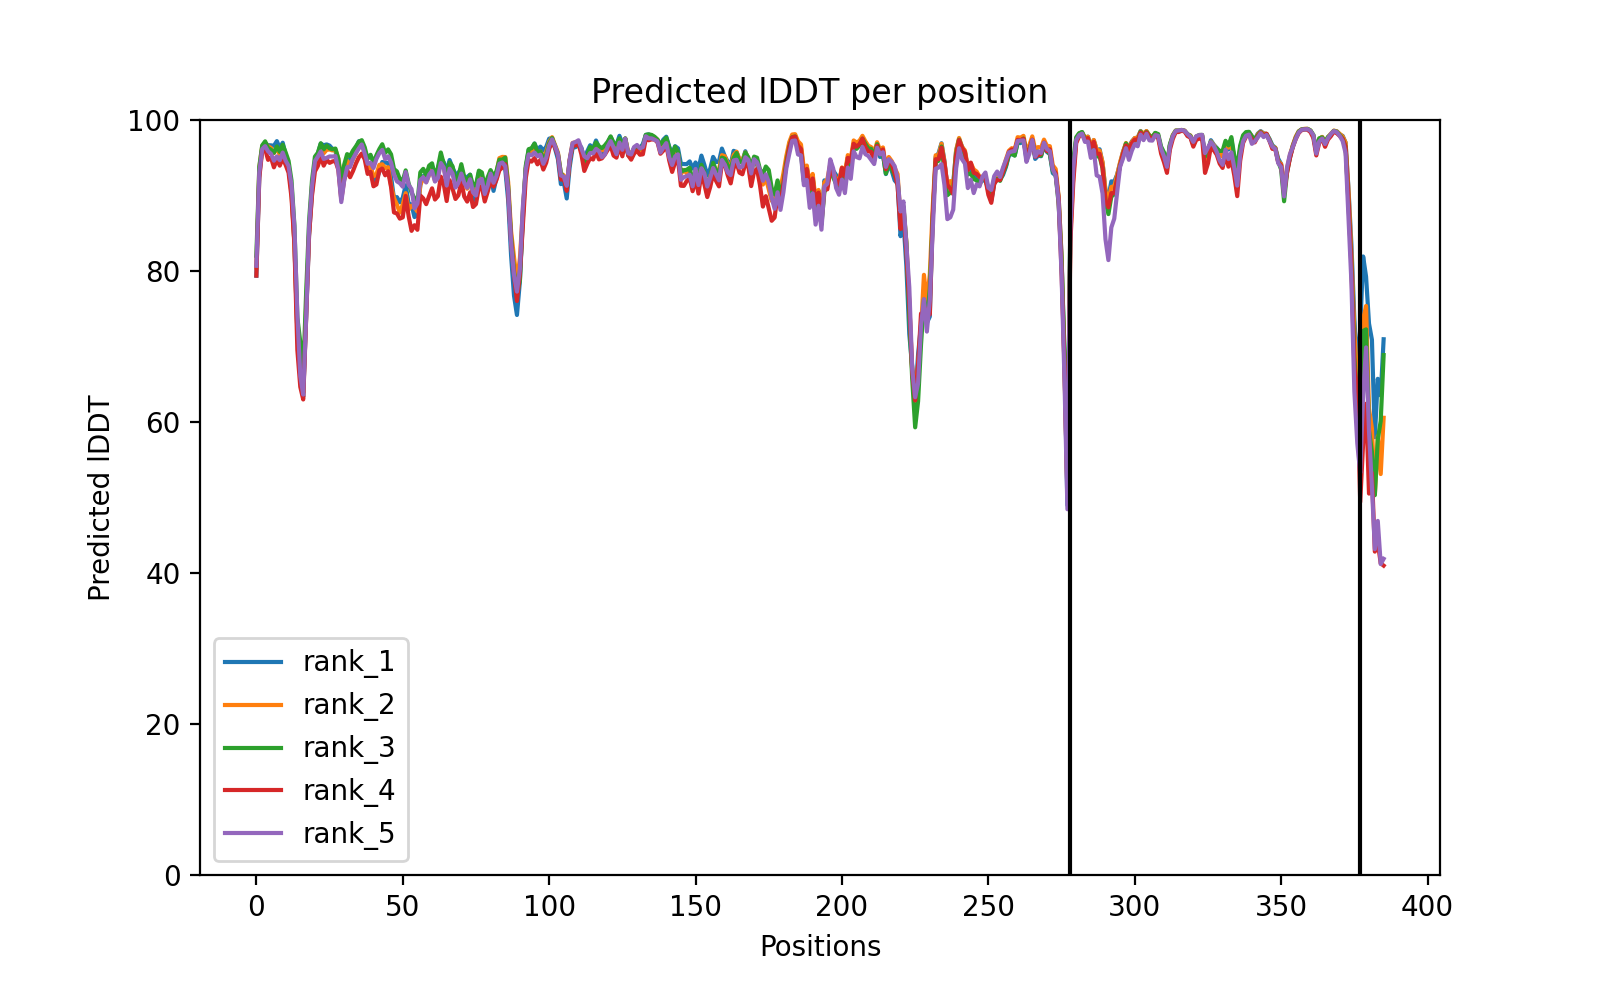 Predicted lDDT per position
100
80
60
40
20
0
Predicted lDDT
rank_1
rank_2
rank_3
rank_4
rank_5
0 50 100 150 200 250 300 350 400
Positions